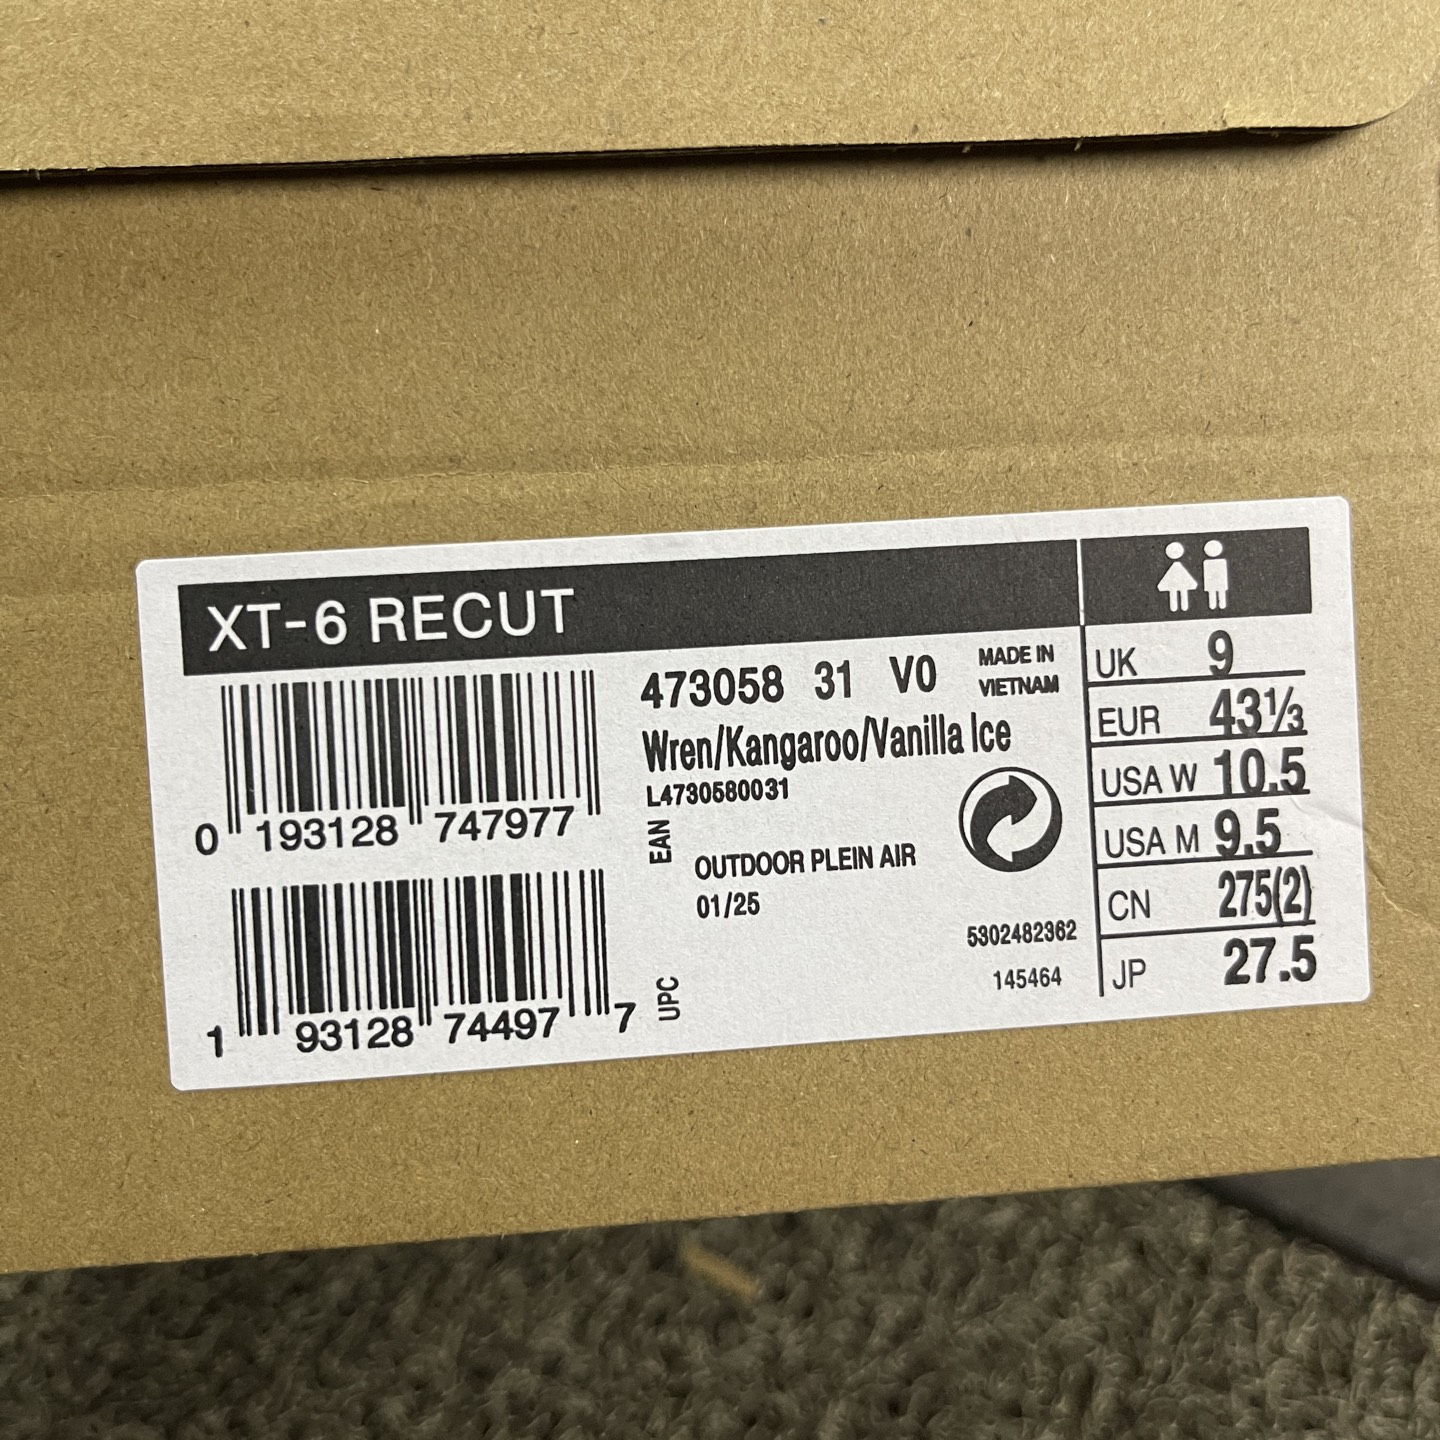 XT-6 RECUT
473058 31 V0
MADE IN
VIETNAM
Wren/Kangaroo/Vanilla Ice
L4730580031
0 193128 747977
EAN
OUTDOOR PLEIN AIR
01/25
5302482362
145464
1 93128 74497 7
UPC
UK 9
EUR 43⅓
USA W 10.5
USA M 9.5
CN 275(2)
JP 27.5